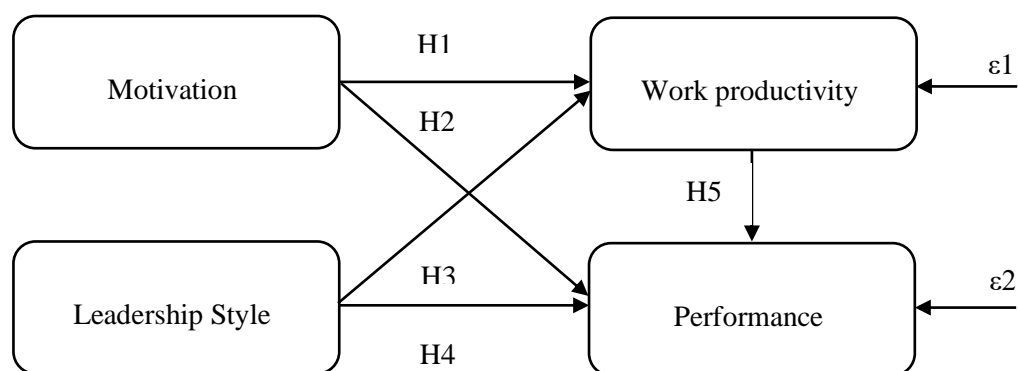 H1
ε1
Motivation
Work productivity
H2
H5
H3
ε2
Leadership Style
Performance
H4